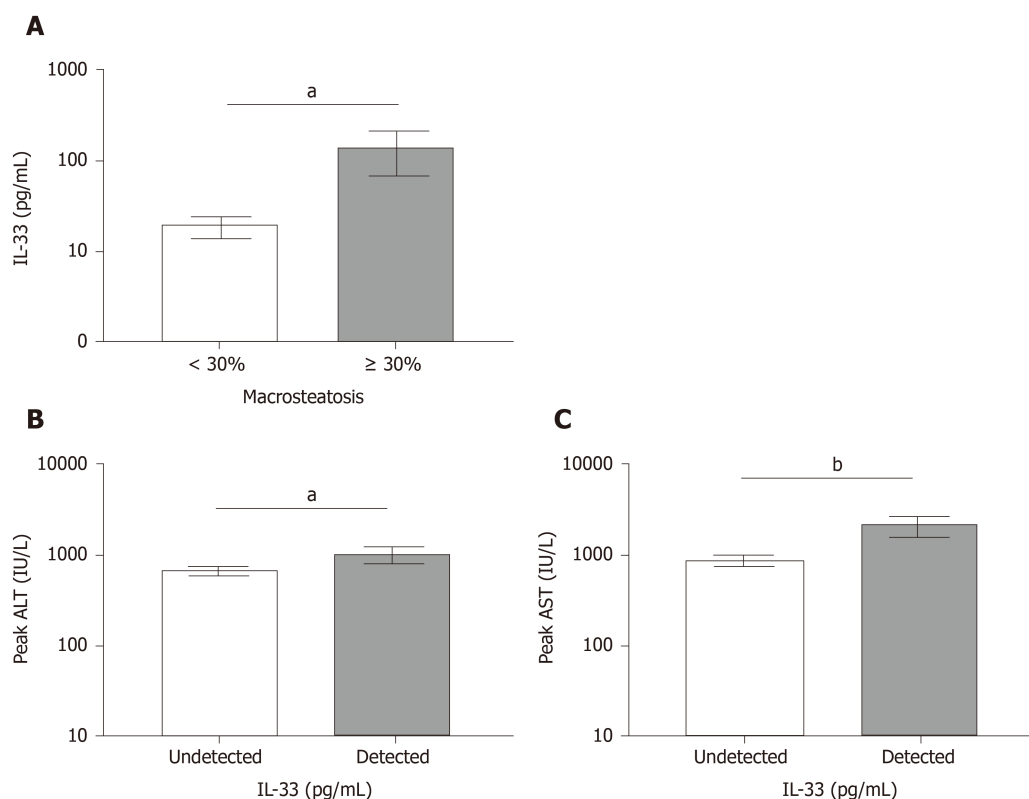 A
1000
a
100
IL-33 (pg/mL)
10
0
< 30%
≥ 30%
Macrosteatosis
B
10000
a
1000
Peak ALT (IU/L)
100
10
Undetected
Detected
IL-33 (pg/mL)
C
10000
b
1000
Peak AST (IU/L)
100
10
Undetected
Detected
IL-33 (pg/mL)